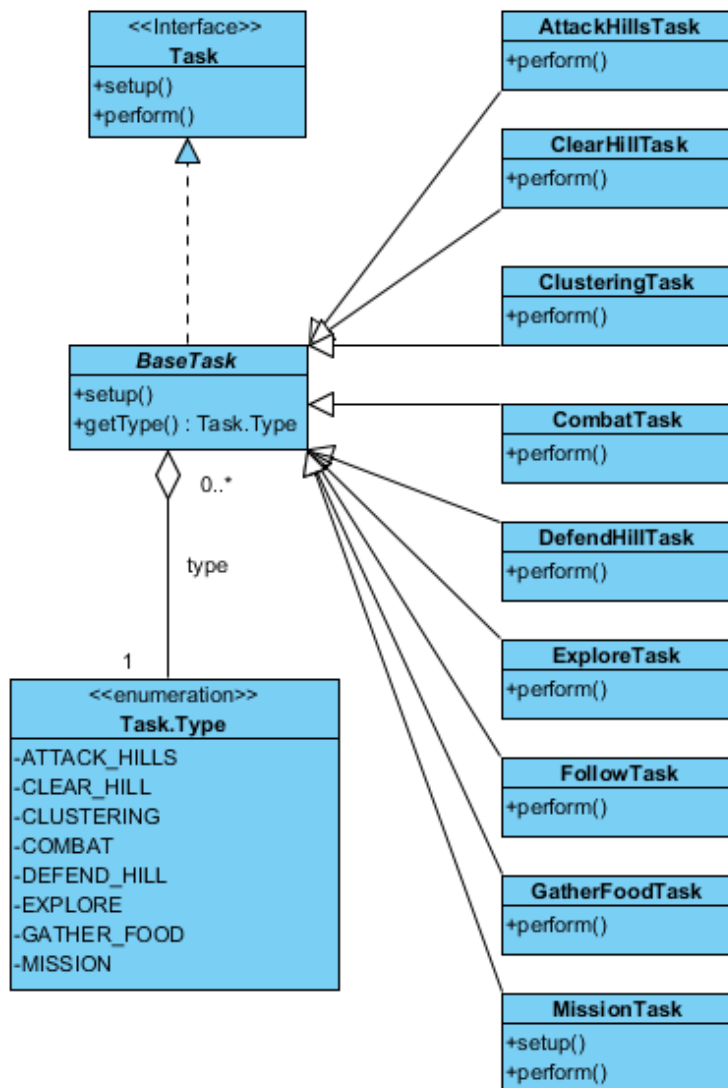 <<Interface>>
Task
+setup()
+perform()
BaseTask
+setup()
+getType() : Task.Type
0..*
type
1
<<enumeration>>
Task.Type
-ATTACK_HILLS
-CLEAR_HILL
-CLUSTERING
-COMBAT
-DEFEND_HILL
-EXPLORE
-GATHER_FOOD
-MISSION
AttackHillsTask
+perform()
ClearHillTask
+perform()
ClusteringTask
+perform()
CombatTask
+perform()
DefendHillTask
+perform()
ExploreTask
+perform()
FollowTask
+perform()
GatherFoodTask
+perform()
MissionTask
+setup()
+perform()